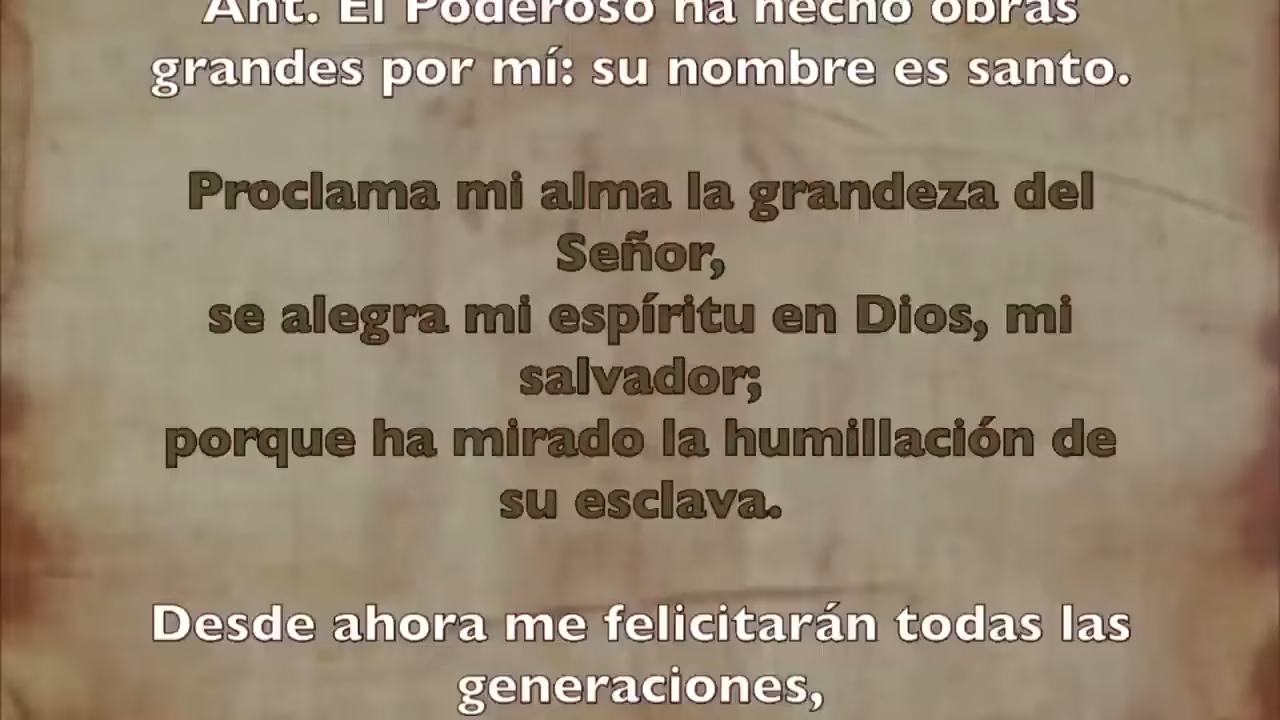 Ant. El Poderoso ha hecho obras
grandes por mí: su nombre es santo.
Proclama mi alma la grandeza del
Señor,
se alegra mi espíritu en Dios, mi
salvador;
porque ha mirado la humillación de
su esclava.
Desde ahora me felicitarán todas las
generaciones,